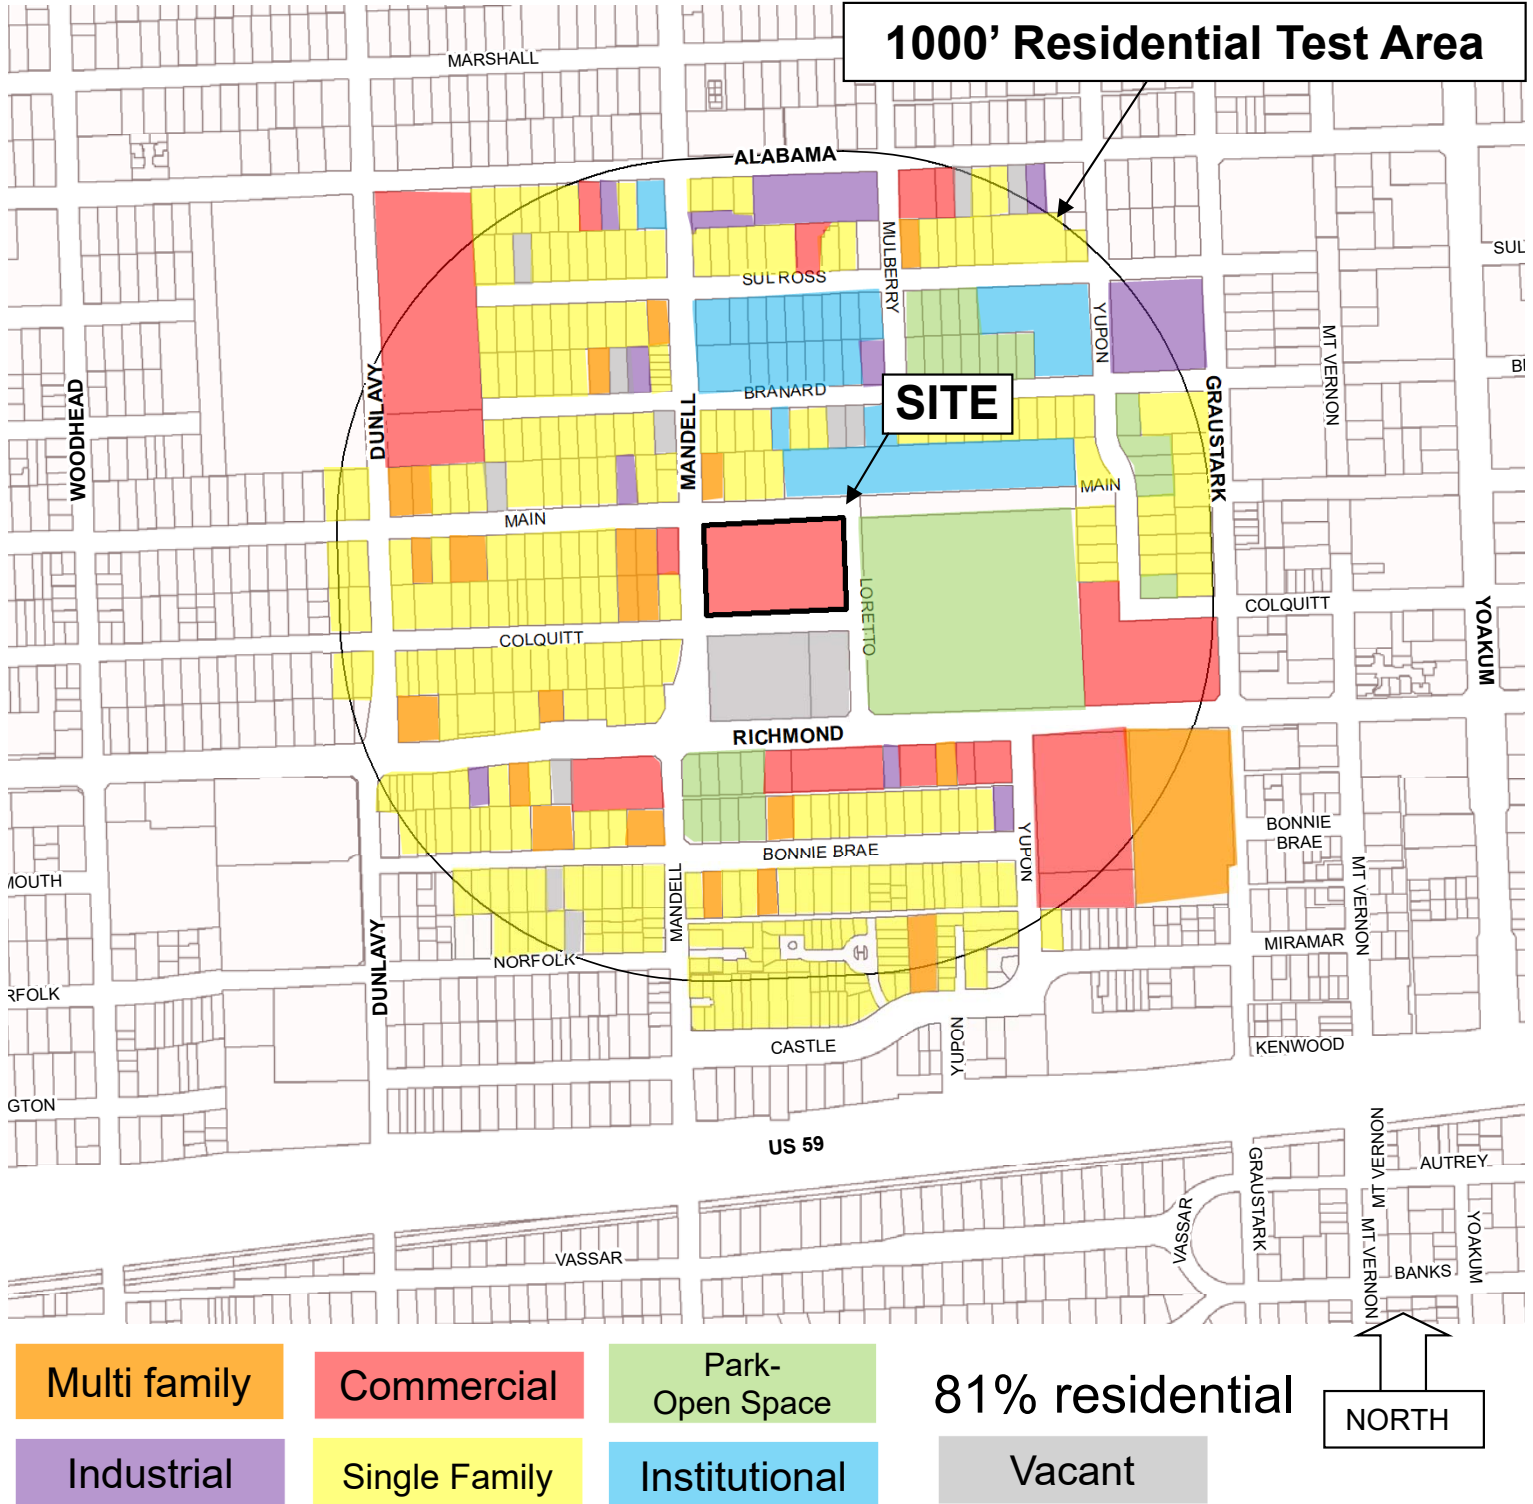 1000’ Residential Test Area
MARSHALL
ALABAMA
MULBERRY
SUL ROSS
SUL
YUPON
MT VERNON
DUNLAVY
WOODHEAD
BRANARD
MANDELL
SITE
GRAUSTARK
MAIN
MAIN
LORETTO
COLQUITT
COLQUITT
YOAKUM
RICHMOND
BONNIE
BRAE
BONNIE BRAE
YUPON
MOUTH
MANDELL
MT VERNON
DUNLAVY
NORFOLK
MIRAMAR
RFOLK
CASTLE
YUPON
KENWOOD
GTON
US 59
MT VERNON
AUTREY
GRAUSTARK
VASSAR
VASSAR
MT VERNON
YOAKUM
BANKS
Multi family
Commercial
Park-
Open Space
81% residential
NORTH
Industrial
Single Family
Institutional
Vacant